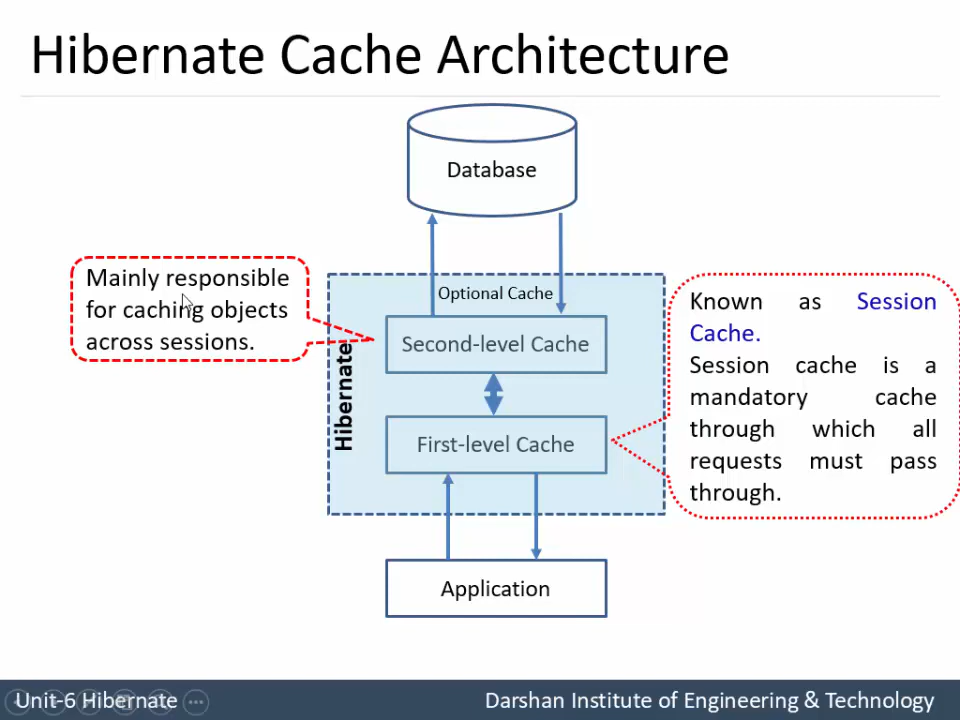 Hibernate Cache Architecture
Database
Mainly responsible
for caching objects
across sessions.
Optional Cache
Second-level Cache
Hibernate
First-level Cache
Known as Session
Cache.
Session cache is a
mandatory cache
through which all
requests must pass
through.
Application
Unit-6 Hibernate
Darshan Institute of Engineering & Technology